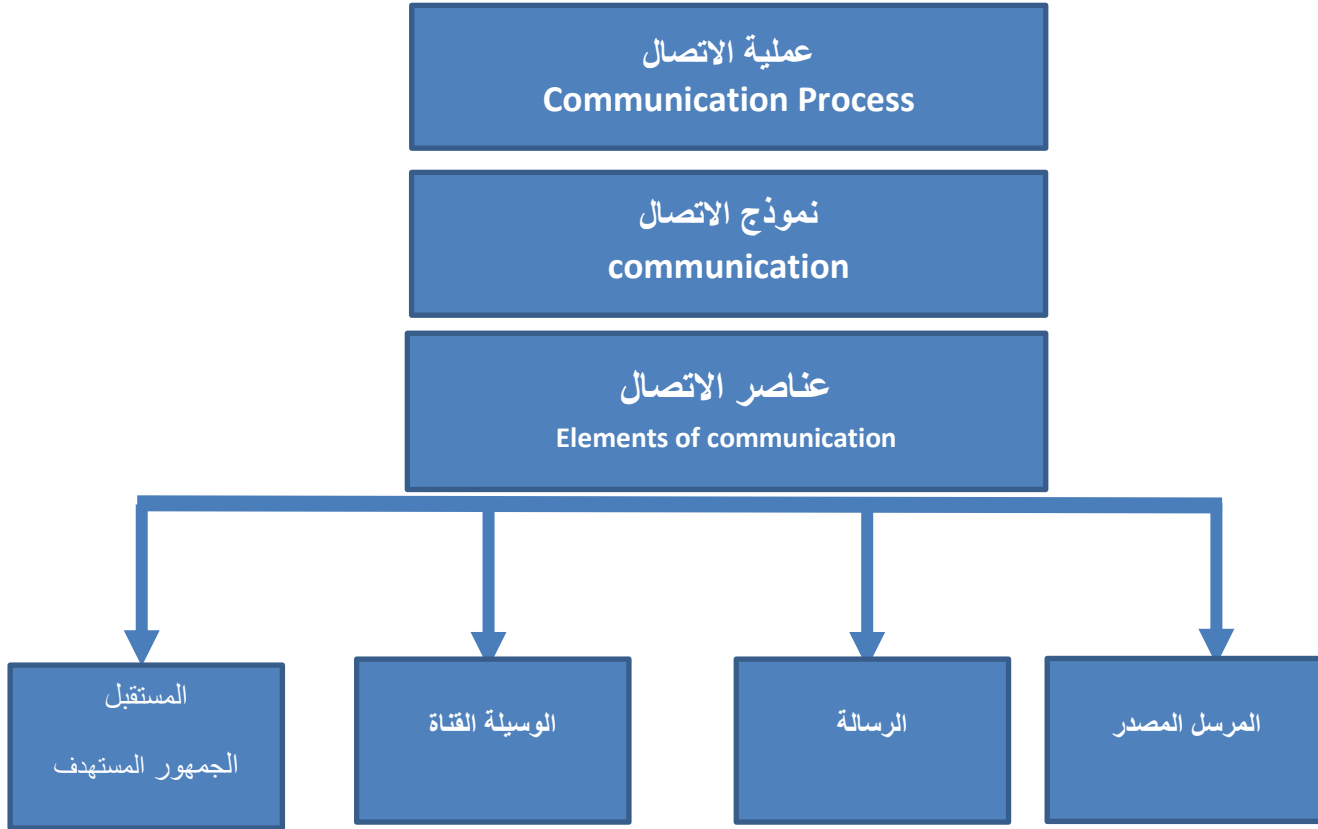 عملية الاتصال
Communication Process
نموذج الاتصال
communication
عناصر الاتصال
Elements of communication
المرسل المصدر
الرسالة
الوسيلة القناة
المستقبل
الجمهور المستهدف